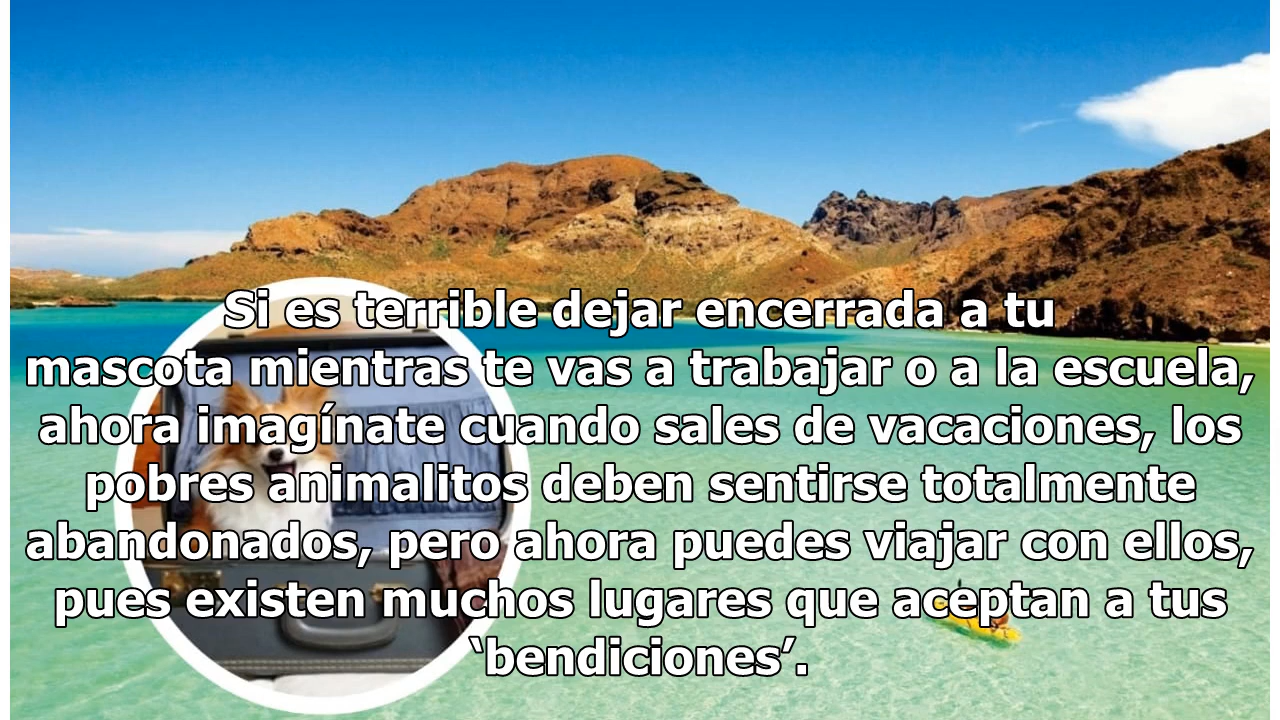 Si es terrible dejar encerrada a tu
mascota mientras te vas a trabajar o a la escuela,
ahora imagínate cuando sales de vacaciones, los
pobres animalitos deben sentirse totalmente
abandonados, pero ahora puedes viajar con ellos,
pues existen muchos lugares que aceptan a tus
‘bendiciones’.